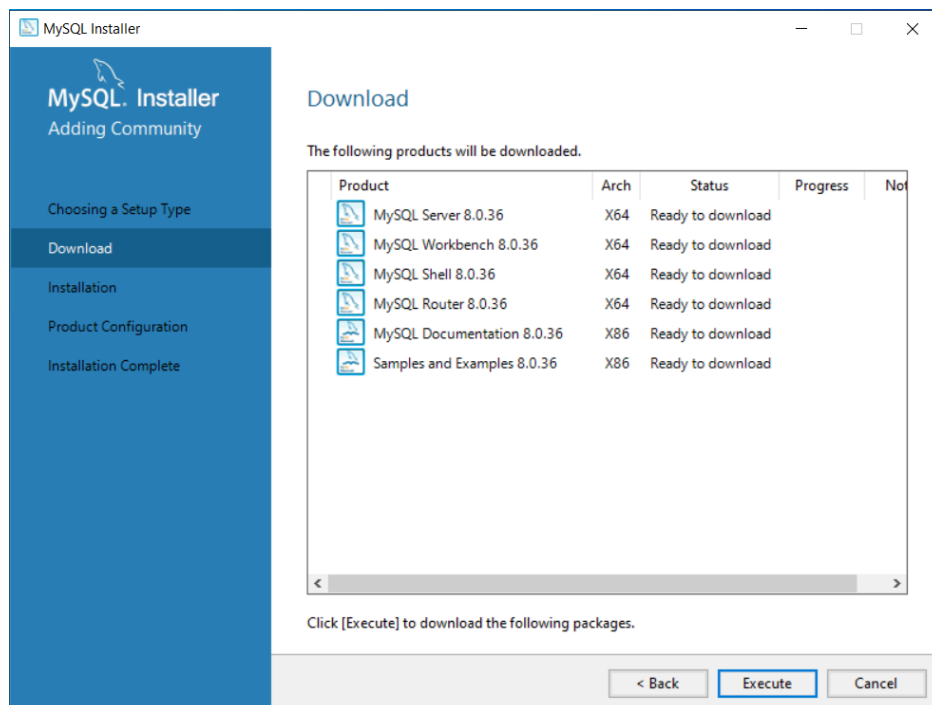 MySQL Installer
MySQL. Installer
Adding Community
Choosing a Setup Type
Download
Installation
Product Configuration
Installation Complete
Download
The following products will be downloaded.
Product Arch Status Progress Not
MySQL Server 8.0.36 X64 Ready to download
MySQL Workbench 8.0.36 X64 Ready to download
MySQL Shell 8.0.36 X64 Ready to download
MySQL Router 8.0.36 X64 Ready to download
MySQL Documentation 8.0.36 X86 Ready to download
Samples and Examples 8.0.36 X86 Ready to download
Click [Execute] to download the following packages.
< Back Execute Cancel